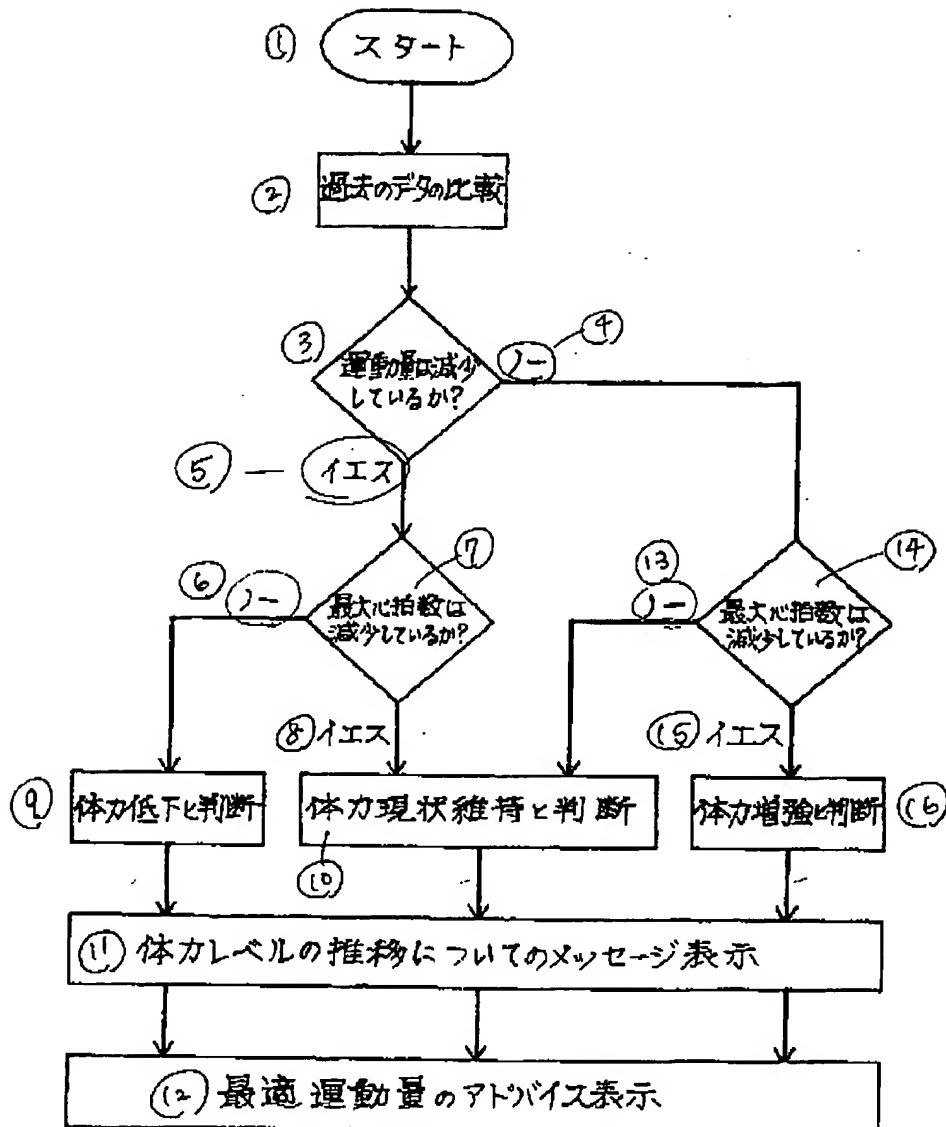 ① スタート
② 過去のデータの比較
③ 運動量は減少
しているか?
④ ノー
⑤ イエス
⑥ ノー
⑦ 最大心拍数は
減少しているか?
⑬ ノー
⑭ 最大心拍数は
減少しているか?
⑧ イエス
⑮ イエス
⑨ 体力低下と判断
体力現状維持と判断
⑩
体力増強と判断 ⑯
⑪ 体力レベルの推移についてのメッセージ表示
⑫ 最適運動量のアドバイス表示